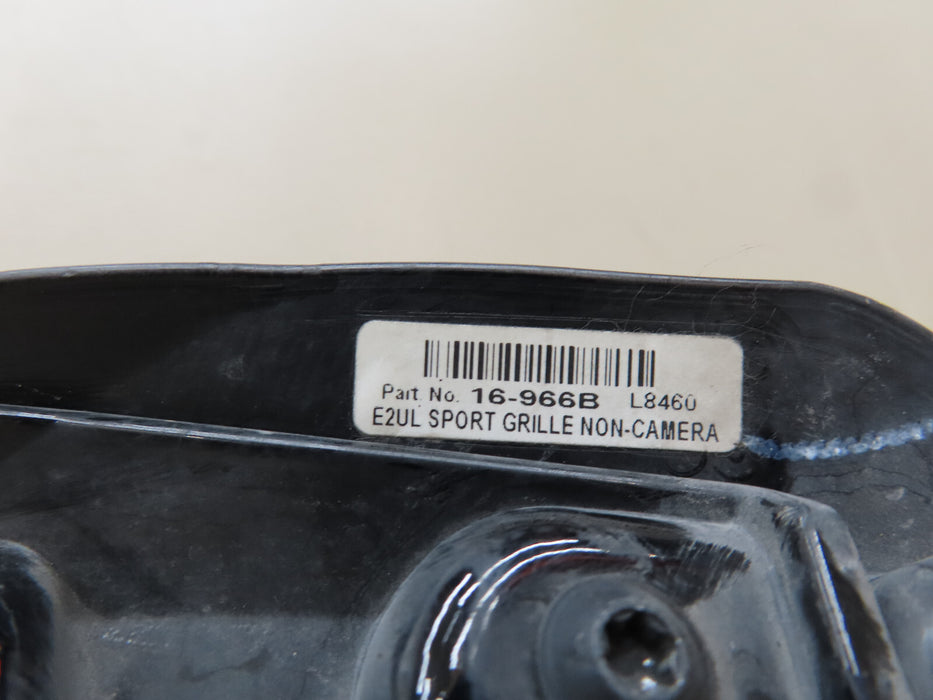 Part No. 16-966B L8460
E2UL SPORT GRILLE NON-CAMERA